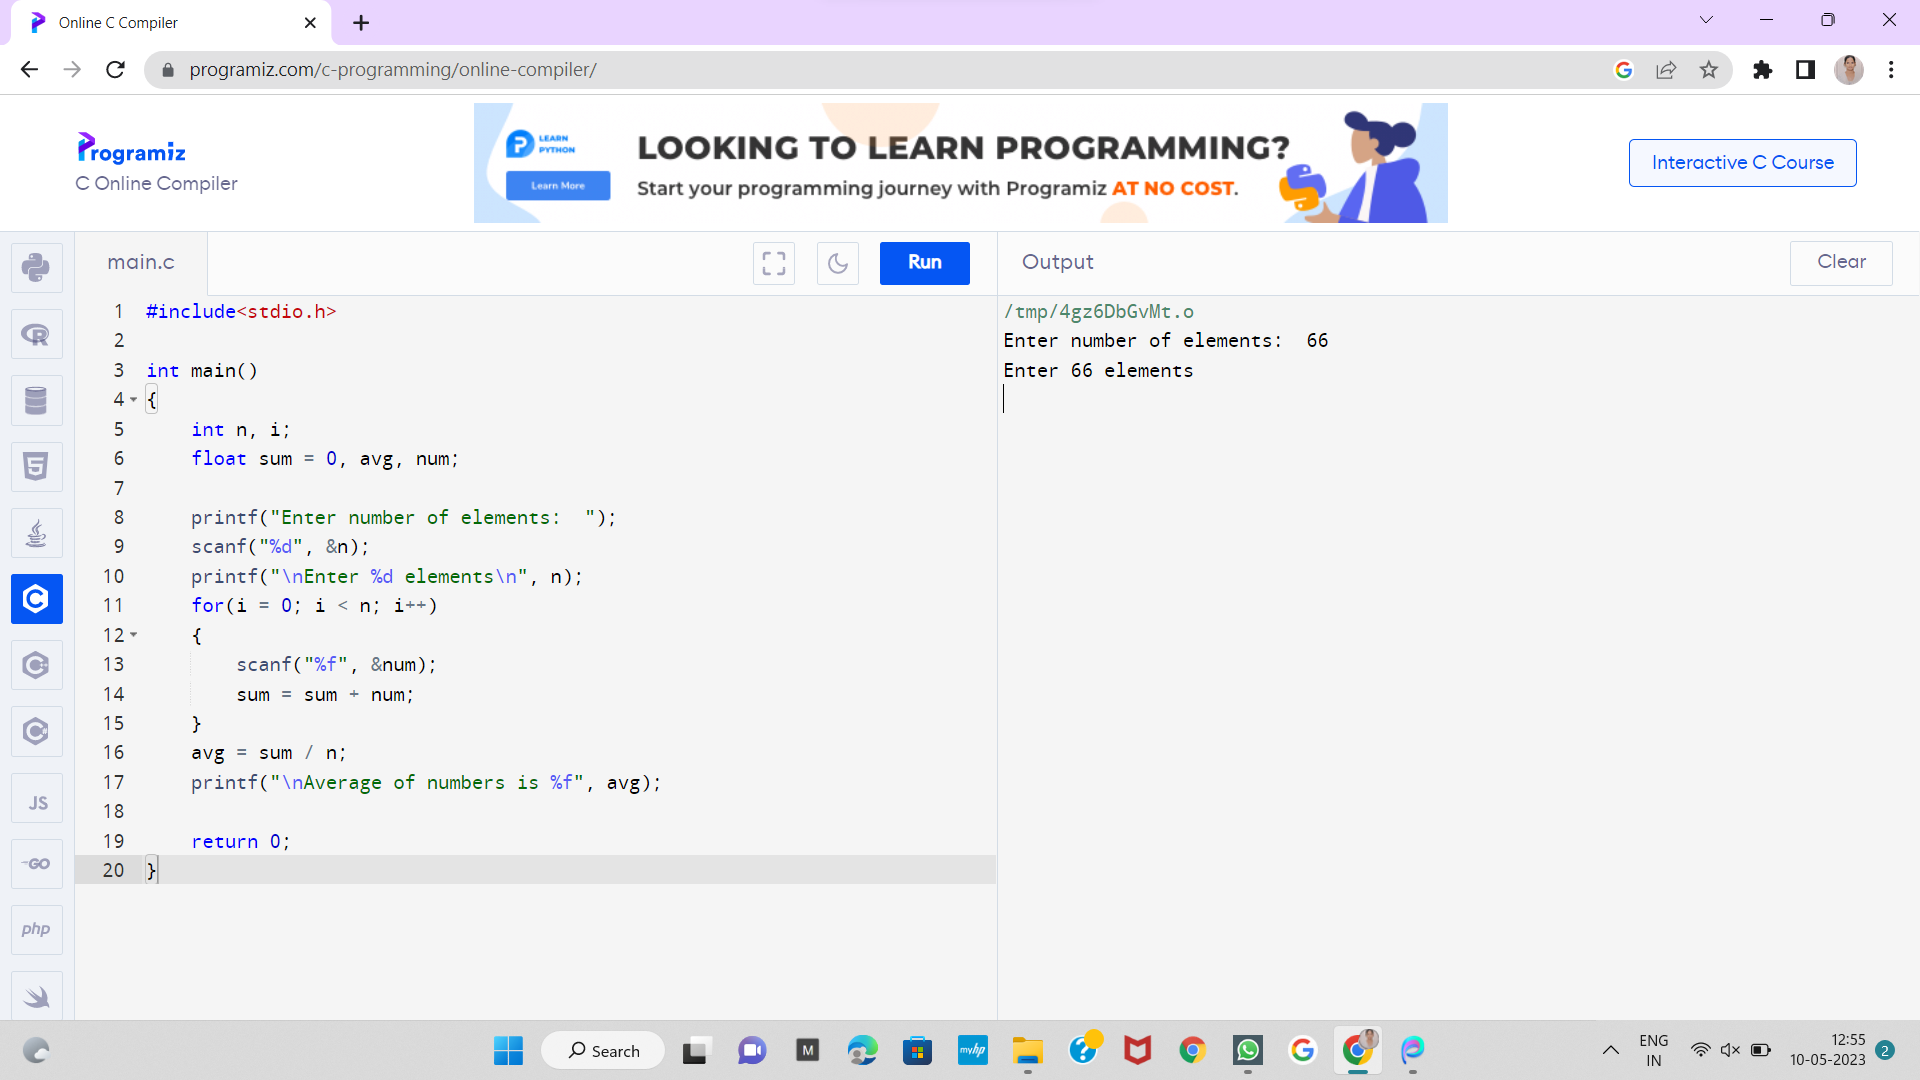 Online C Compiler
programiz.com/c-programming/online-compiler/
Programiz
C Online Compiler
LEARN
PYTHON
Learn More
LOOKING TO LEARN PROGRAMMING?
Start your programming journey with Programiz AT NO COST.
Interactive C Course
main.c
Run
Output
Clear
1 #include<stdio.h>
2
3 int main()
4 {
5     int n, i;
6     float sum = 0, avg, num;
7
8     printf("Enter number of elements:  ");
9     scanf("%d", &n);
10     printf("\nEnter %d elements\n", n);
11     for(i = 0; i < n; i++)
12     {
13         scanf("%f", &num);
14         sum = sum + num;
15     }
16     avg = sum / n;
17     printf("\nAverage of numbers is %f", avg);
18
19     return 0;
20 }
/tmp/4gz6DbGvMt.o
Enter number of elements:  66
Enter 66 elements
R
5
C
JS
GO
php
Search
M
myhp
ENG
IN
12:55
10-05-2023
2